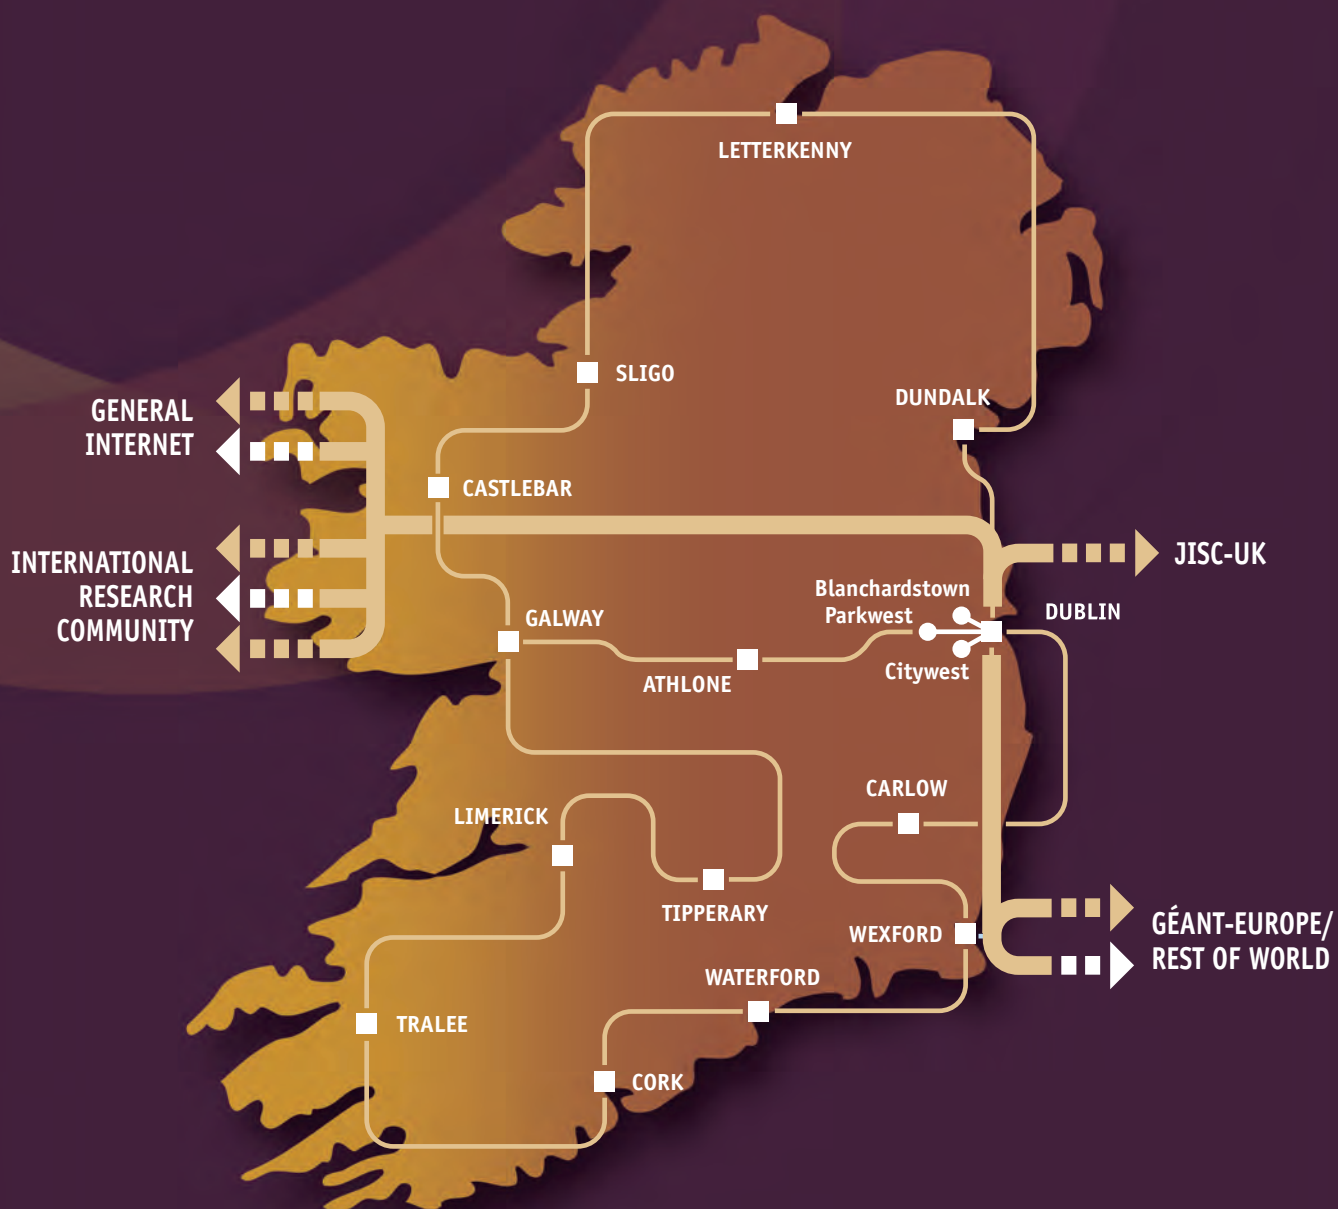 LETTERKENNY
SLIGO
DUNDALK
GENERAL
INTERNET
CASTLEBAR
INTERNATIONAL
RESEARCH
COMMUNITY
JISC-UK
Blanchardstown
Parkwest
DUBLIN
GALWAY
Citywest
ATHLONE
CARLOW
LIMERICK
TIPPERARY
WEXFORD
GÉANT-EUROPE/
REST OF WORLD
WATERFORD
TRALEE
CORK